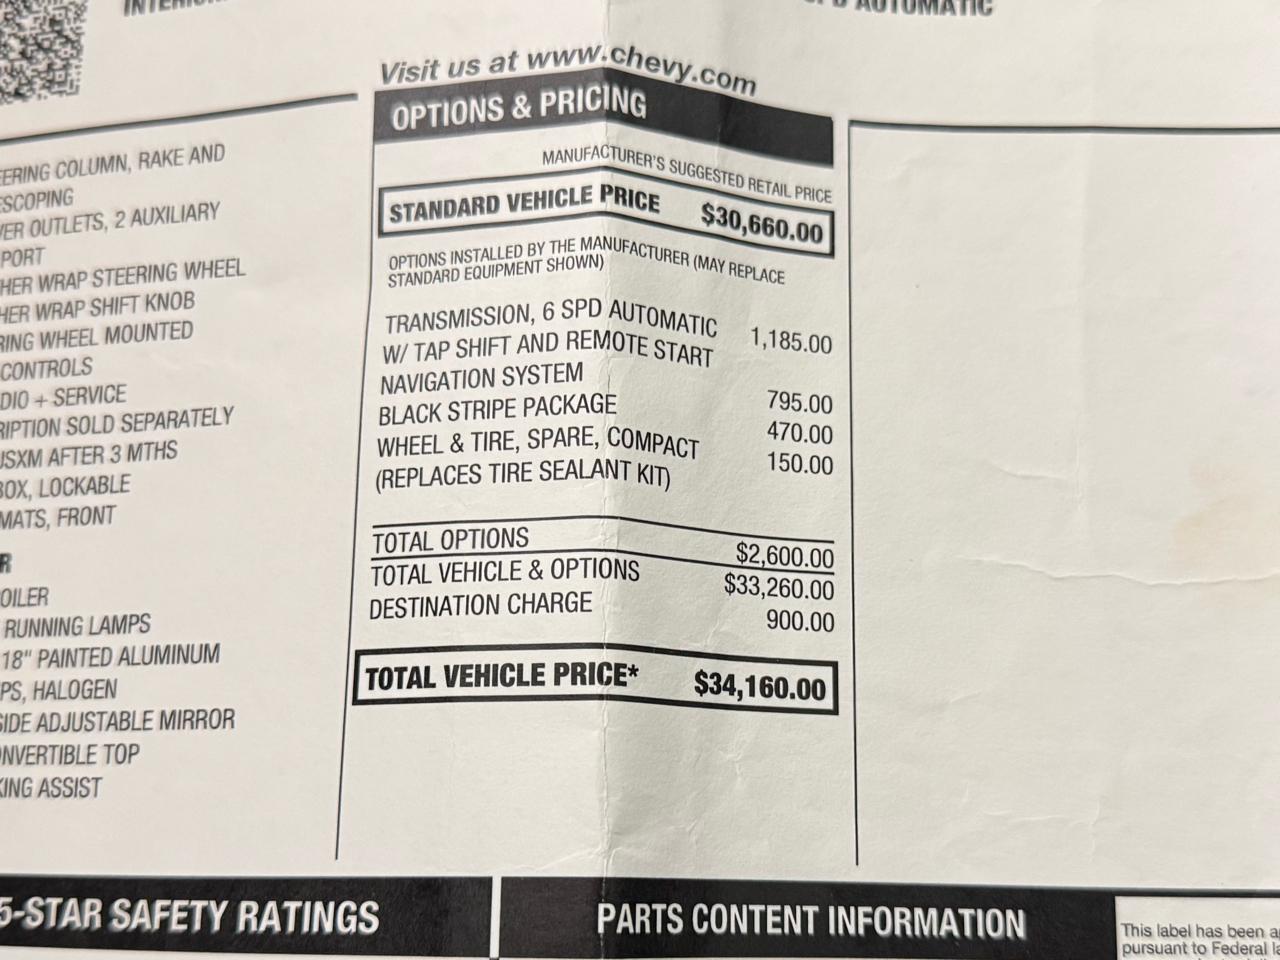 AUTOMATIC
Visit us at www.chevy.com
OPTIONS & PRICING
MANUFACTURER'S SUGGESTED RETAIL PRICE
STANDARD VEHICLE PRICE $30,660.00
OPTIONS INSTALLED BY THE MANUFACTURER (MAY REPLACE
STANDARD EQUIPMENT SHOWN)
TRANSMISSION, 6 SPD AUTOMATIC 1,185.00
W/ TAP SHIFT AND REMOTE START
NAVIGATION SYSTEM 795.00
BLACK STRIPE PACKAGE 470.00
WHEEL & TIRE, SPARE, COMPACT 150.00
(REPLACES TIRE SEALANT KIT)
TOTAL OPTIONS $2,600.00
TOTAL VEHICLE & OPTIONS $33,260.00
DESTINATION CHARGE 900.00
TOTAL VEHICLE PRICE* $34,160.00
ERING COLUMN, RAKE AND
ESCOPING
ER OUTLETS, 2 AUXILIARY
PORT
HER WRAP STEERING WHEEL
HER WRAP SHIFT KNOB
RING WHEEL MOUNTED
CONTROLS
DIO + SERVICE
RIPTION SOLD SEPARATELY
USXM AFTER 3 MTHS
BOX, LOCKABLE
MATS, FRONT
R
OILER
RUNNING LAMPS
18" PAINTED ALUMINUM
PS, HALOGEN
SIDE ADJUSTABLE MIRROR
NVERTIBLE TOP
KING ASSIST
5-STAR SAFETY RATINGS
PARTS CONTENT INFORMATION
This label has been a
pursuant to Federal la